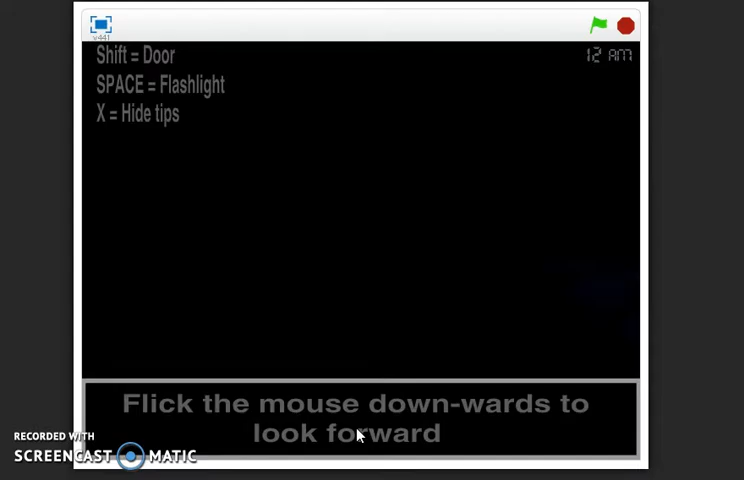 v441
Shift = Door
12 AM
SPACE = Flashlight
X = Hide tips
Flick the mouse down-wards to
look forward
RECORDED WITH
SCREENCAST MATIC